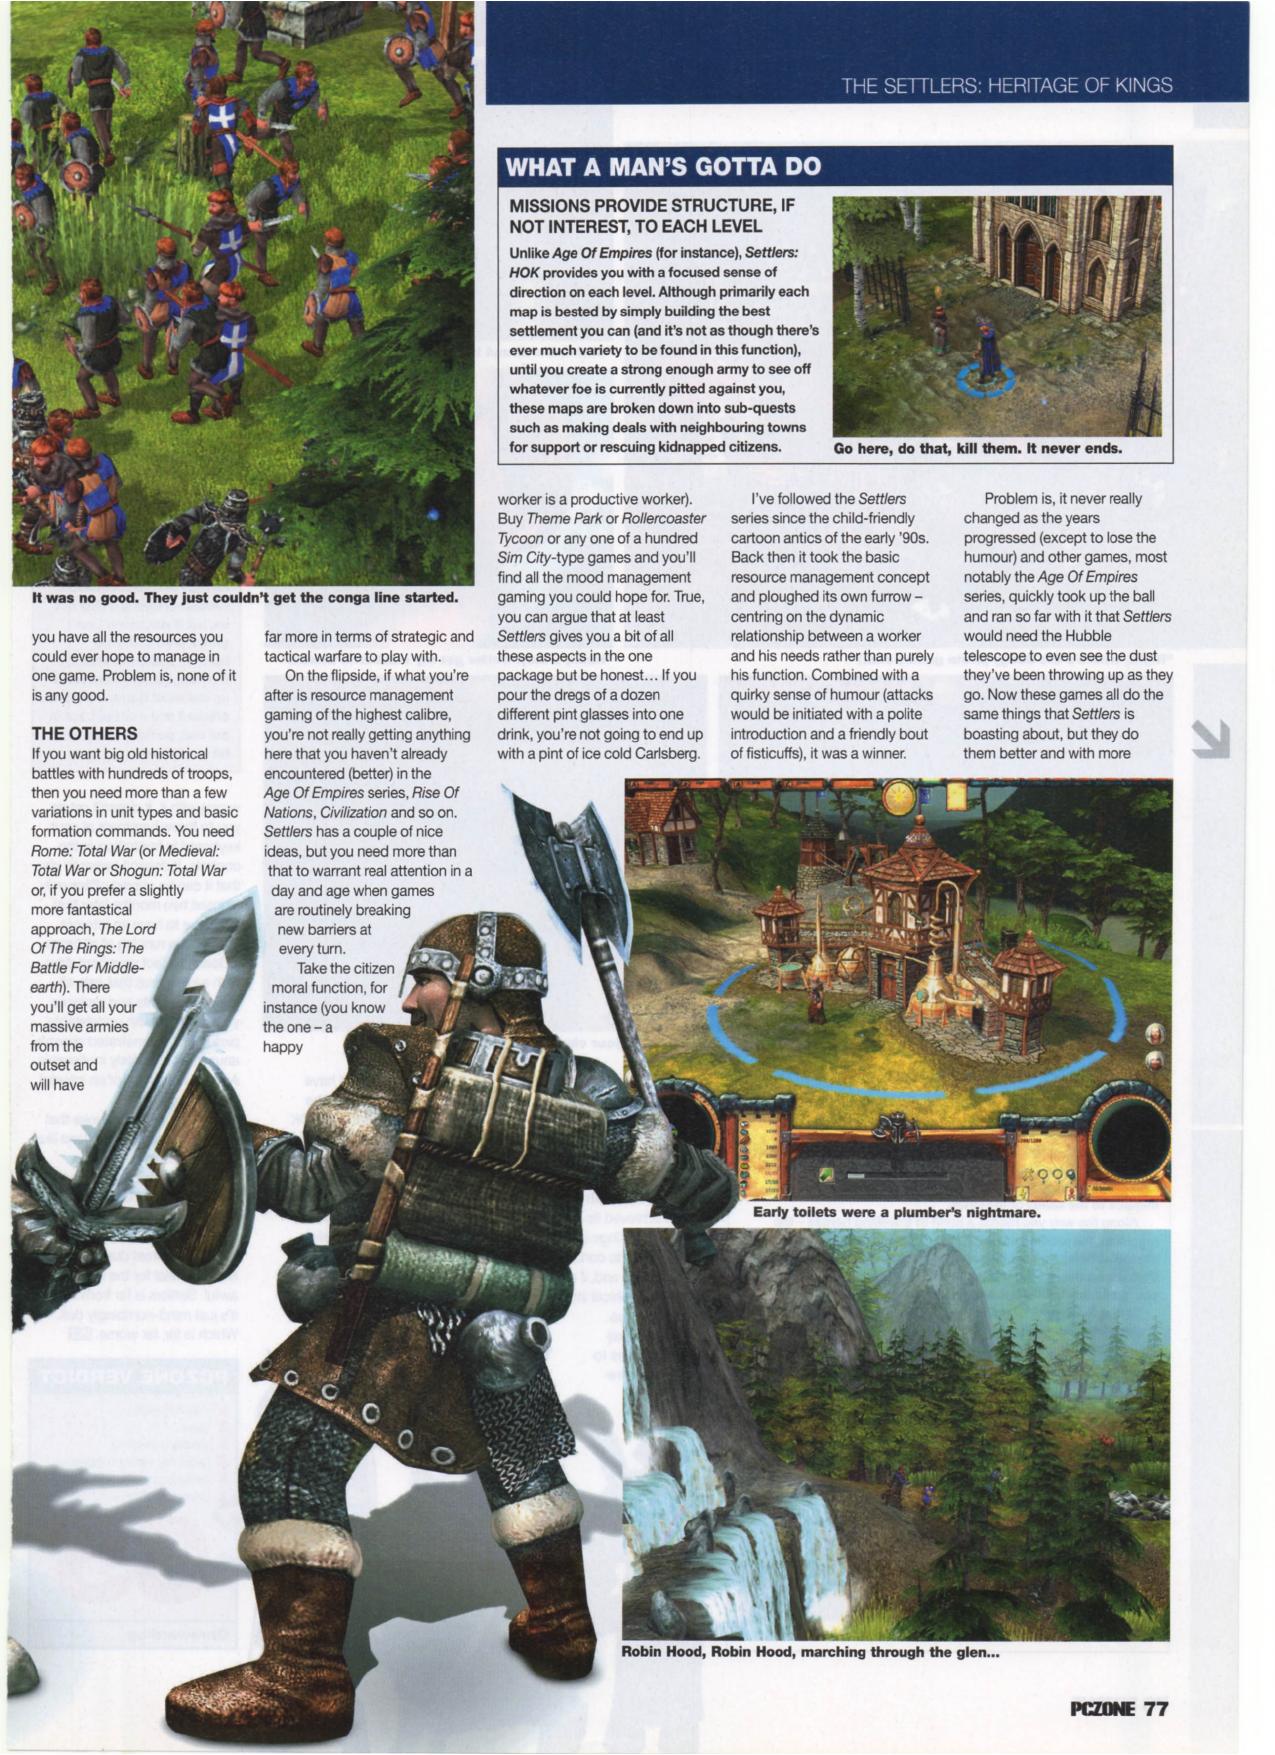 THE SETTLERS: HERITAGE OF KINGS
WHAT A MAN'S GOTTA DO
MISSIONS PROVIDE STRUCTURE, IF
NOT INTEREST, TO EACH LEVEL
Unlike Age Of Empires (for instance), Settlers:
HOK provides you with a focused sense of
direction on each level. Although primarily each
map is bested by simply building the best
settlement you can (and it's not as though there's
ever much variety to be found in this function),
until you create a strong enough army to see off
whatever foe is currently pitted against you,
these maps are broken down into sub-quests
such as making deals with neighbouring towns
for support or rescuing kidnapped citizens.
Go here, do that, kill them. It never ends.
It was no good. They just couldn't get the conga line started.
you have all the resources you
could ever hope to manage in
one game. Problem is, none of it
is any good.
THE OTHERS
If you want big old historical
battles with hundreds of troops,
then you need more than a few
variations in unit types and basic
formation commands. You need
Rome: Total War (or Medieval:
Total War or Shogun: Total War
or, if you prefer a slightly
more fantastical
approach, The Lord
Of The Rings: The
Battle For Middle-
earth). There
you'll get all your
massive armies
from the
outset and
will have
far more in terms of strategic and
tactical warfare to play with.
On the flipside, if what you're
after is resource management
gaming of the highest calibre,
you're not really getting anything
here that you haven't already
encountered (better) in the
Age Of Empires series, Rise Of
Nations, Civilization and so on.
Settlers has a couple of nice
ideas, but you need more than
that to warrant real attention in a
day and age when games
are routinely breaking
new barriers at
every turn.
Take the citizen
moral function, for
instance (you know
the one – a
happy
worker is a productive worker).
Buy Theme Park or Rollercoaster
Tycoon or any one of a hundred
Sim City-type games and you'll
find all the mood management
gaming you could hope for. True,
you can argue that at least
Settlers gives you a bit of all
these aspects in the one
package but be honest... If you
pour the dregs of a dozen
different pint glasses into one
drink, you're not going to end up
with a pint of ice cold Carlsberg.
I've followed the Settlers
series since the child-friendly
cartoon antics of the early '90s.
Back then it took the basic
resource management concept
and ploughed its own furrow –
centring on the dynamic
relationship between a worker
and his needs rather than purely
his function. Combined with a
quirky sense of humour (attacks
would be initiated with a polite
introduction and a friendly bout
of fisticuffs), it was a winner.
Problem is, it never really
changed as the years
progressed (except to lose the
humour) and other games, most
notably the Age Of Empires
series, quickly took up the ball
and ran so far with it that Settlers
would need the Hubble
telescope to even see the dust
they've been throwing up as they
go. Now these games all do the
same things that Settlers is
boasting about, but they do
them better and with more
Early toilets were a plumber's nightmare.
Robin Hood, Robin Hood, marching through the glen...
PCZONE 77